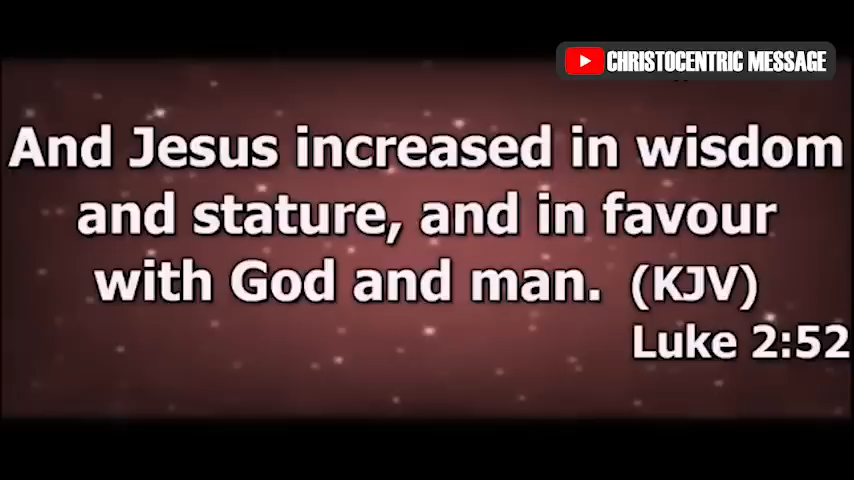 CHRISTOCENTRIC MESSAGE
And Jesus increased in wisdom
and stature, and in favour
with God and man. (KJV)
Luke 2:52